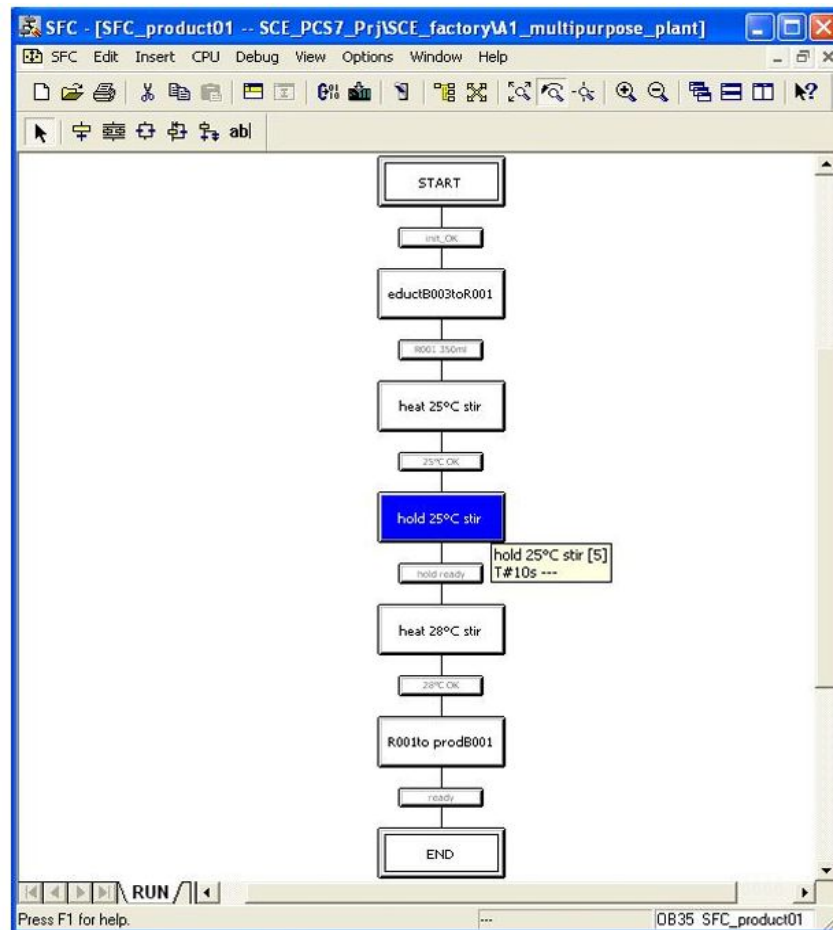 SFC - [SFC_product01 -- SCE_PCS7_Prj\SCE_factory\A1_multipurpose_plant]
SFC Edit Insert CPU Debug View Options Window Help
ab|
START
init_OK
eductB003toR001
R001 350ml
heat 25°C stir
25°C OK
hold 25°C stir
hold 25°C stir [5]
T#10s ---
hold ready
heat 28°C stir
28°C OK
R001to prodB001
ready
END
RUN
Press F1 for help.
---
OB35 SFC_product01